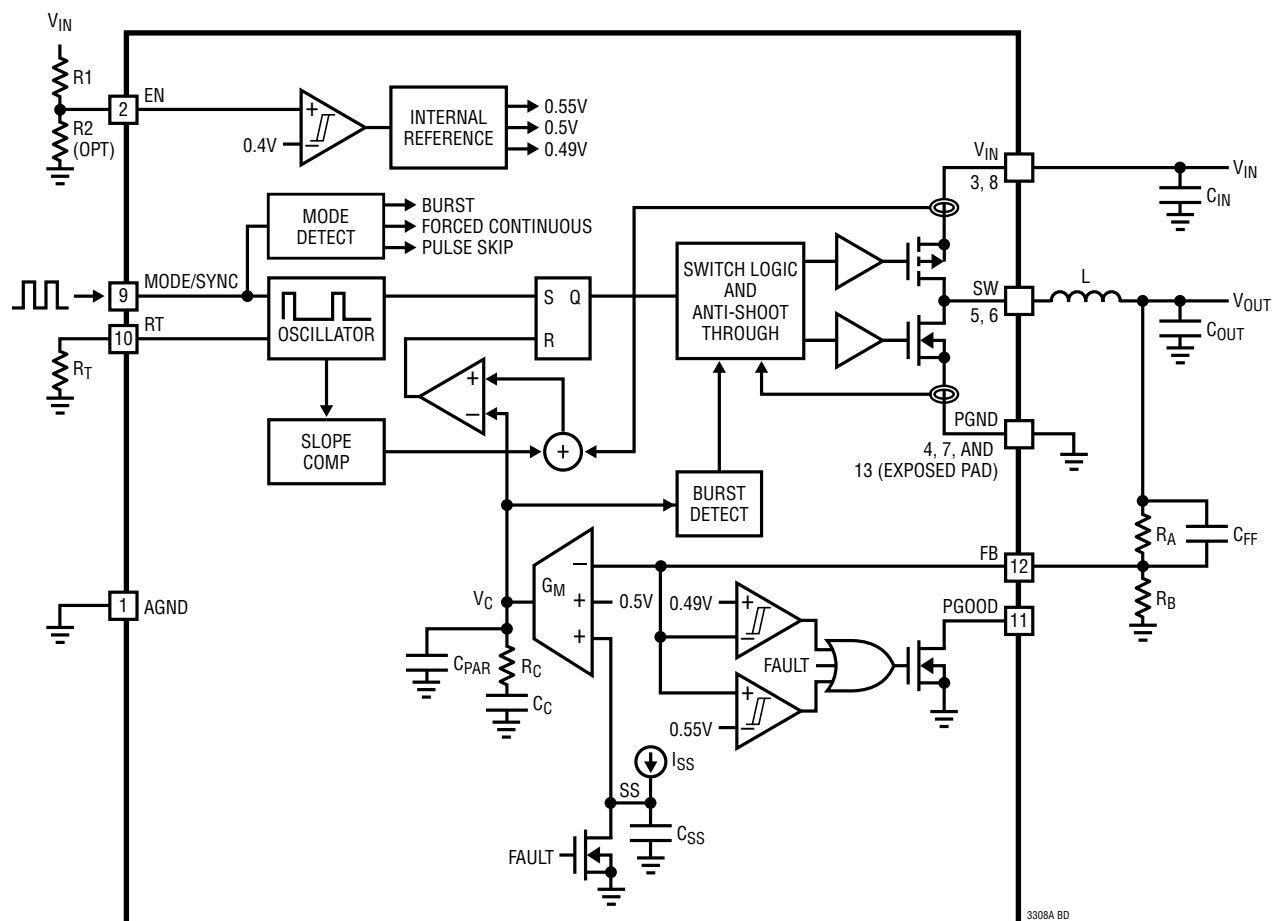 VIN
R1
2
EN
R2
(OPT)
+
–
0.4V
INTERNAL
REFERENCE
0.55V
0.5V
0.49V
VIN
3, 8
VIN
CIN
MODE
DETECT
BURST
FORCED CONTINUOUS
PULSE SKIP
9
MODE/SYNC
10
RT
RT
OSCILLATOR
S Q
R
SWITCH LOGIC
AND
ANTI-SHOOT
THROUGH
SW
5, 6
L
VOUT
COUT
+
–
SLOPE
COMP
+
PGND
4, 7, AND
13 (EXPOSED PAD)
BURST
DETECT
RA
CFF
FB
12
RB
1
AGND
VC
GM
–
+
0.5V
+
CPAR
RC
CC
0.49V
+
–
FAULT
+
–
0.55V
PGOOD
11
ISS
SS
CSS
FAULT
3308A BD